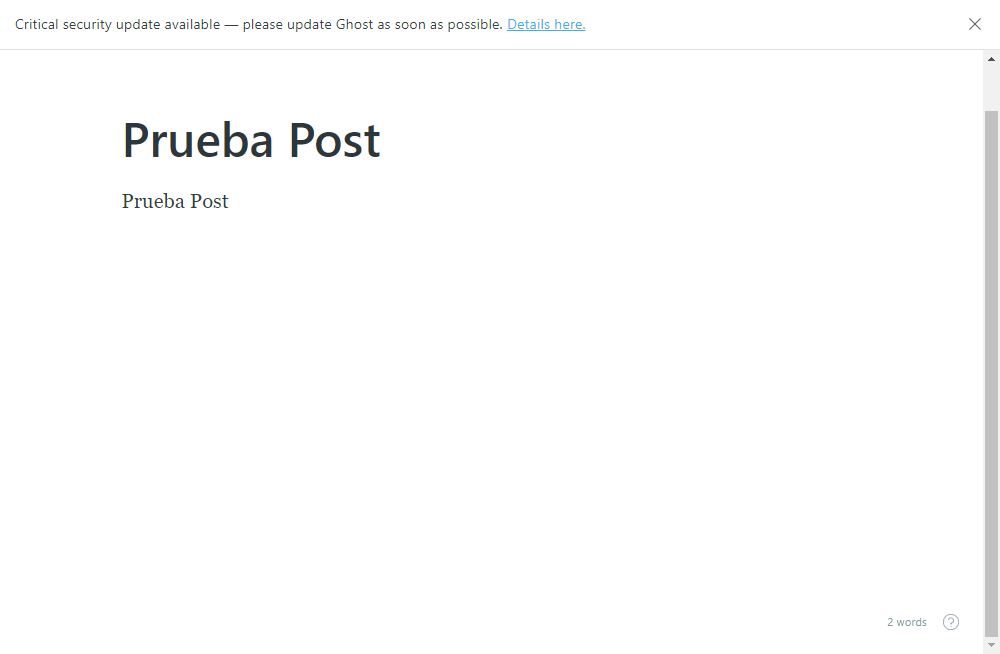 Critical security update available — please update Ghost as soon as possible. Details here.
Prueba Post
Prueba Post
2 words